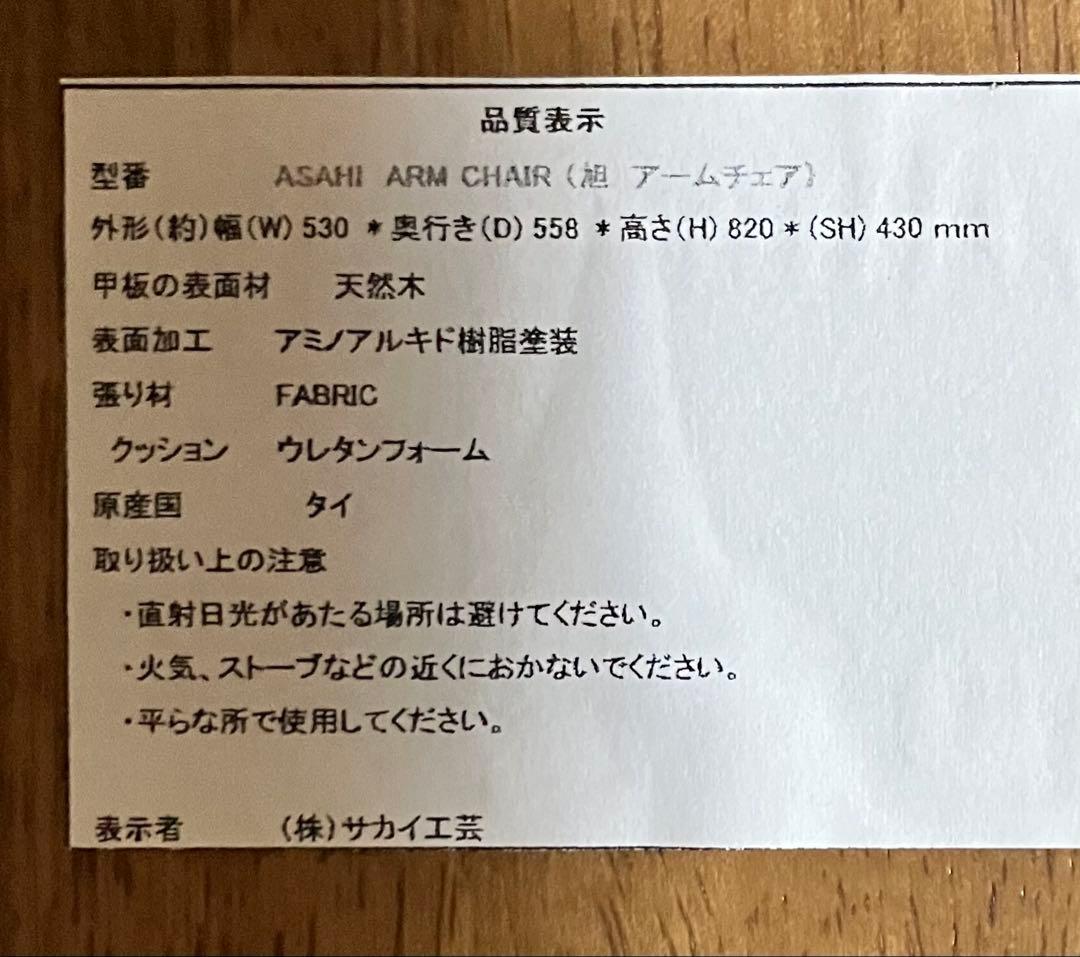 品質表示
型番 ASAHI ARM CHAIR (旭 アームチェア)
外形(約)幅(W) 530 *奥行き(D) 558 *高さ(H) 820 * (SH) 430 mm
甲板の表面材 天然木
表面加工 アミノアルキド樹脂塗装
張り材 FABRIC
クッション ウレタンフォーム
原産国 タイ
取り扱い上の注意
・直射日光があたる場所は避けてください。
・火気、ストーブなどの近くにおかないでください。
・平らな所で使用してください。
表示者 (株)サカイ工芸